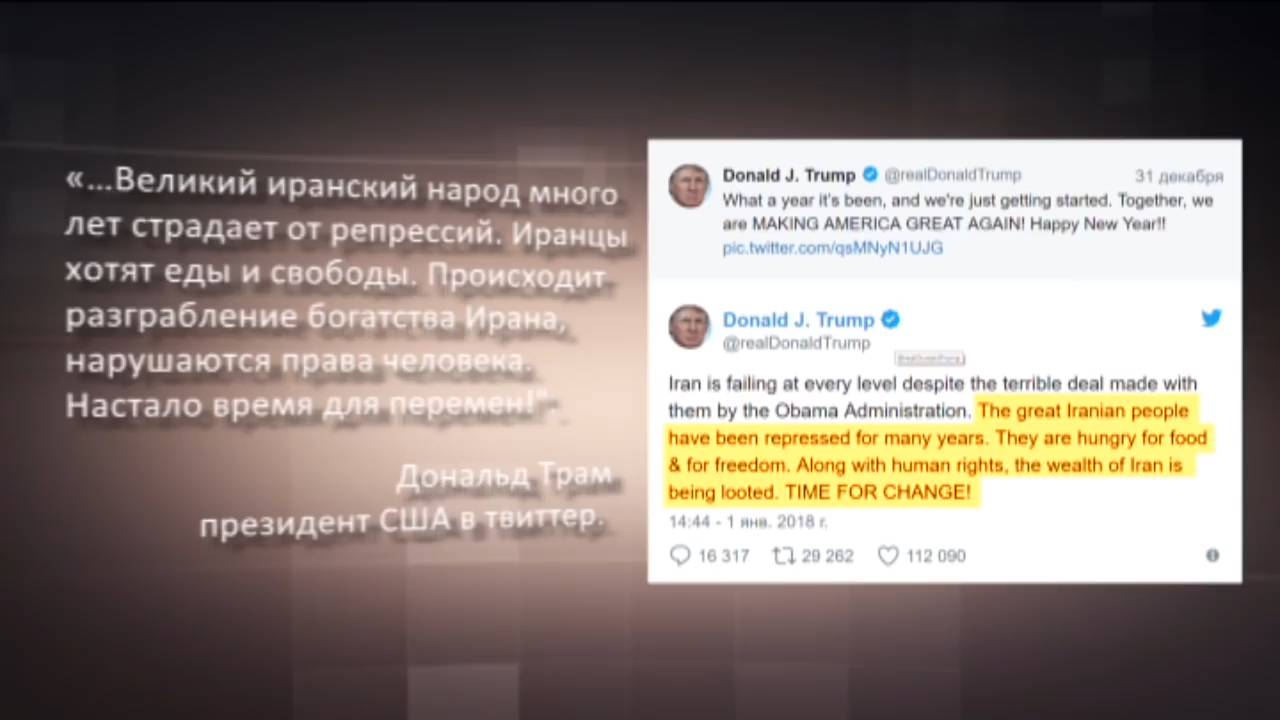 «...Великий иранский народ много
лет страдает от репрессий. Иранцы
хотят еды и свободы. Происходит
разграбление богатства Ирана,
нарушаются права человека.
Настало время для перемен!".
Дональд Трам
президент США в твиттер.
Donald J. Trump @realDonaldTrump 31 декабря
What a year it's been, and we're just getting started. Together, we
are MAKING AMERICA GREAT AGAIN! Happy New Year!!
pic.twitter.com/qsMNyN1UJG
Donald J. Trump
@realDonaldTrump
Iran is failing at every level despite the terrible deal made with
them by the Obama Administration. The great Iranian people
have been repressed for many years. They are hungry for food
& for freedom. Along with human rights, the wealth of Iran is
being looted. TIME FOR CHANGE!
14:44 - 1 янв. 2018 г.
16 317 29 262 112 090